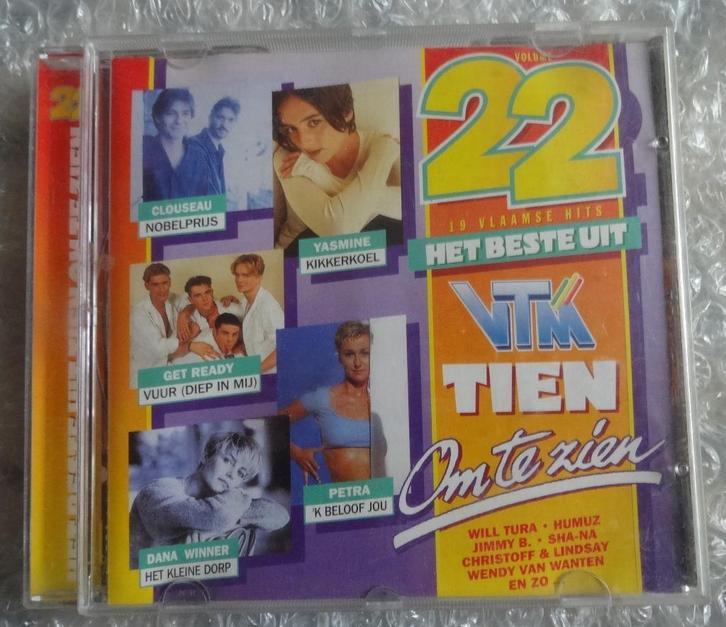 VOLUME
22
19 VLAAMSE HITS
HET BESTE UIT
VTM
TIEN
Om te zien
CLOUSEAU
NOBELPRIJS
YASMINE
KIKKERKOEL
GET READY
VUUR (DIEP IN MIJ)
PETRA
'K BELOOF JOU
DANA WINNER
HET KLEINE DORP
WILL TURA • HUMUZ
JIMMY B. • SHA-NA
CHRISTOFF & LINDSAY
WENDY VAN WANTEN
EN ZO
22